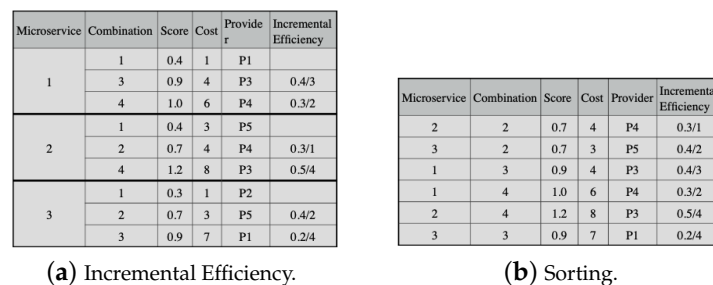 Microservice Combination Score Cost Provide r Incremental Efficiency
1
1 0.4 1 P1
3 0.9 4 P3 0.4/3
4 1.0 6 P4 0.3/2
2
1 0.4 3 P5
2 0.7 4 P4 0.3/1
4 1.2 8 P3 0.5/4
3
1 0.3 1 P2
2 0.7 3 P5 0.4/2
3 0.9 7 P1 0.2/4
(a) Incremental Efficiency.
Microservice Combination Score Cost Provider Incrementa Efficiency
2 2 0.7 4 P4 0.3/1
3 2 0.7 3 P5 0.4/2
1 3 0.9 4 P3 0.4/3
1 4 1.0 6 P4 0.3/2
2 4 1.2 8 P3 0.5/4
3 3 0.9 7 P1 0.2/4
(b) Sorting.